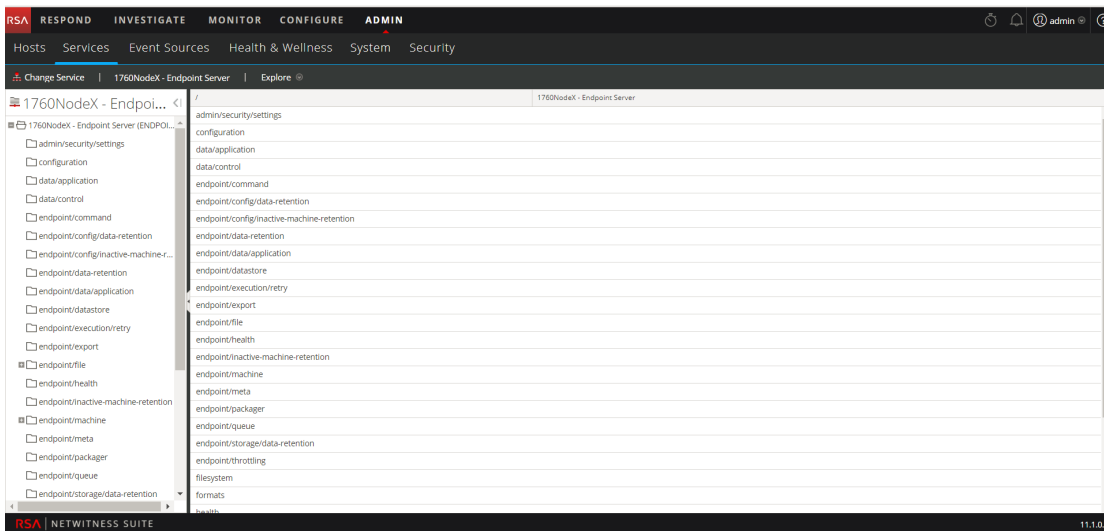 RSA RESPOND INVESTIGATE MONITOR CONFIGURE ADMIN admin
Hosts Services Event Sources Health & Wellness System Security
Change Service | 1760NodeX - Endpoint Server | Explore
1760NodeX - Endpoi...
1760NodeX - Endpoint Server (ENDPOI...
admin/security/settings
configuration
data/application
data/control
endpoint/command
endpoint/config/data-retention
endpoint/config/inactive-machine-r...
endpoint/data-retention
endpoint/data/application
endpoint/datastore
endpoint/execution/retry
endpoint/export
endpoint/file
endpoint/health
endpoint/inactive-machine-retention
endpoint/machine
endpoint/meta
endpoint/packager
endpoint/queue
endpoint/storage/data-retention
/ 1760NodeX - Endpoint Server
admin/security/settings
configuration
data/application
data/control
endpoint/command
endpoint/config/data-retention
endpoint/config/inactive-machine-retention
endpoint/data-retention
endpoint/data/application
endpoint/datastore
endpoint/execution/retry
endpoint/export
endpoint/file
endpoint/health
endpoint/inactive-machine-retention
endpoint/machine
endpoint/meta
endpoint/packager
endpoint/queue
endpoint/storage/data-retention
endpoint/throttling
filesystem
formats
health
RSA | NETWITNESS SUITE 11.1.0.